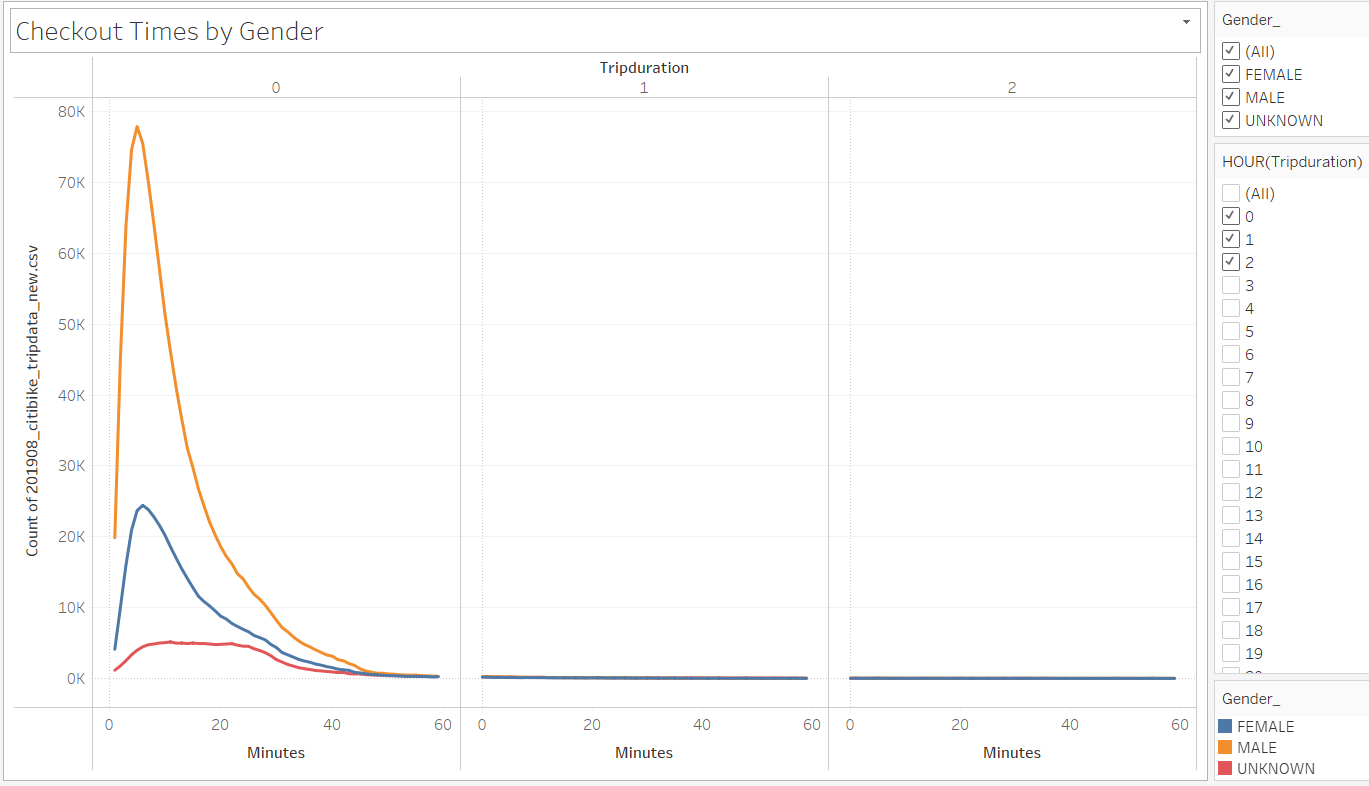 Checkout Times by Gender
Tripduration
0 1 2
Count of 201908_citibike_tripdata_new.csv
80K
70K
60K
50K
40K
30K
20K
10K
0K
0 20 40 60 0 20 40 60 0 20 40 60
Minutes Minutes Minutes
Gender_
(All)
FEMALE
MALE
UNKNOWN
HOUR(Tripduration)
(All)
0
1
2
3
4
5
6
7
8
9
10
11
12
13
14
15
16
17
18
19
Gender_
FEMALE
MALE
UNKNOWN